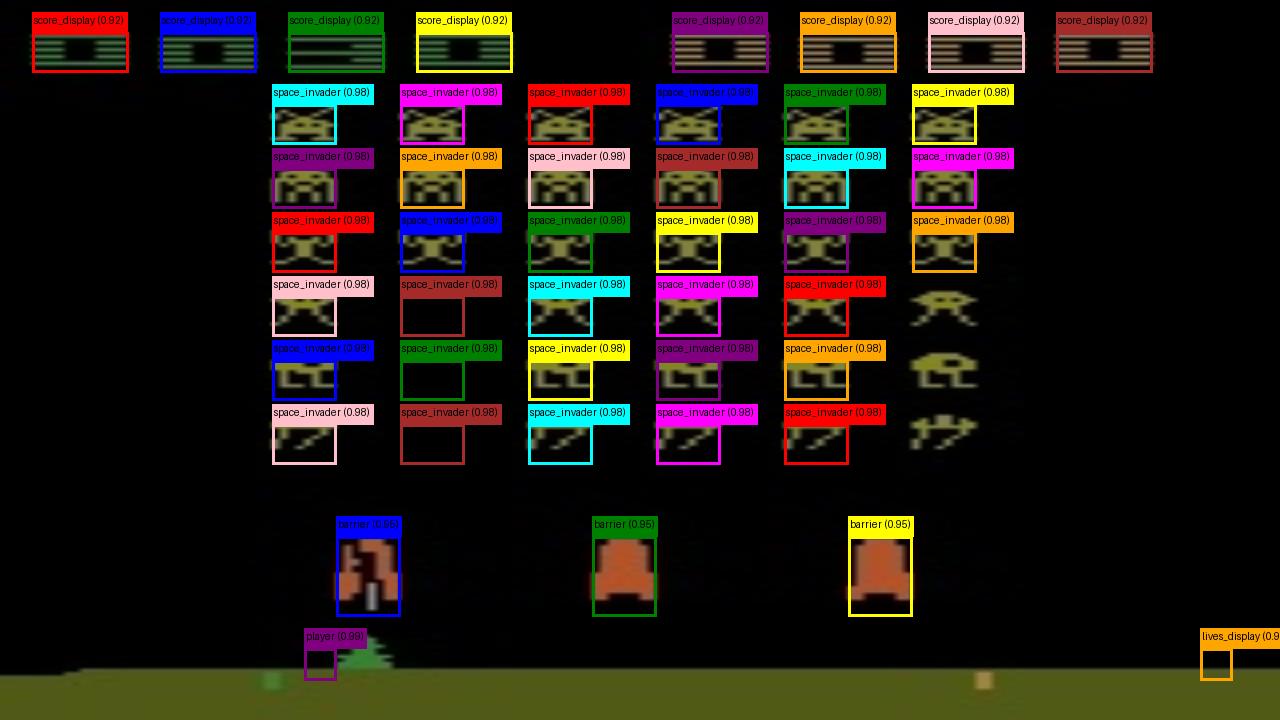 score_display (0.92) score_display (0.92) score_display (0.92) score_display (0.92) score_display (0.92) score_display (0.92) score_display (0.92) score_display (0.92)
space_invader (0.98) space_invader (0.98) space_invader (0.98) space_invader (0.98) space_invader (0.98) space_invader (0.98)
space_invader (0.98) space_invader (0.98) space_invader (0.98) space_invader (0.98) space_invader (0.98) space_invader (0.98)
space_invader (0.98) space_invader (0.98) space_invader (0.98) space_invader (0.98) space_invader (0.98) space_invader (0.98)
space_invader (0.98) space_invader (0.98) space_invader (0.98) space_invader (0.98) space_invader (0.98)
space_invader (0.98) space_invader (0.98) space_invader (0.98) space_invader (0.98) space_invader (0.98)
space_invader (0.98) space_invader (0.98) space_invader (0.98) space_invader (0.98) space_invader (0.98)
barrier (0.95) barrier (0.95) barrier (0.95)
player (0.99) lives_display (0.9